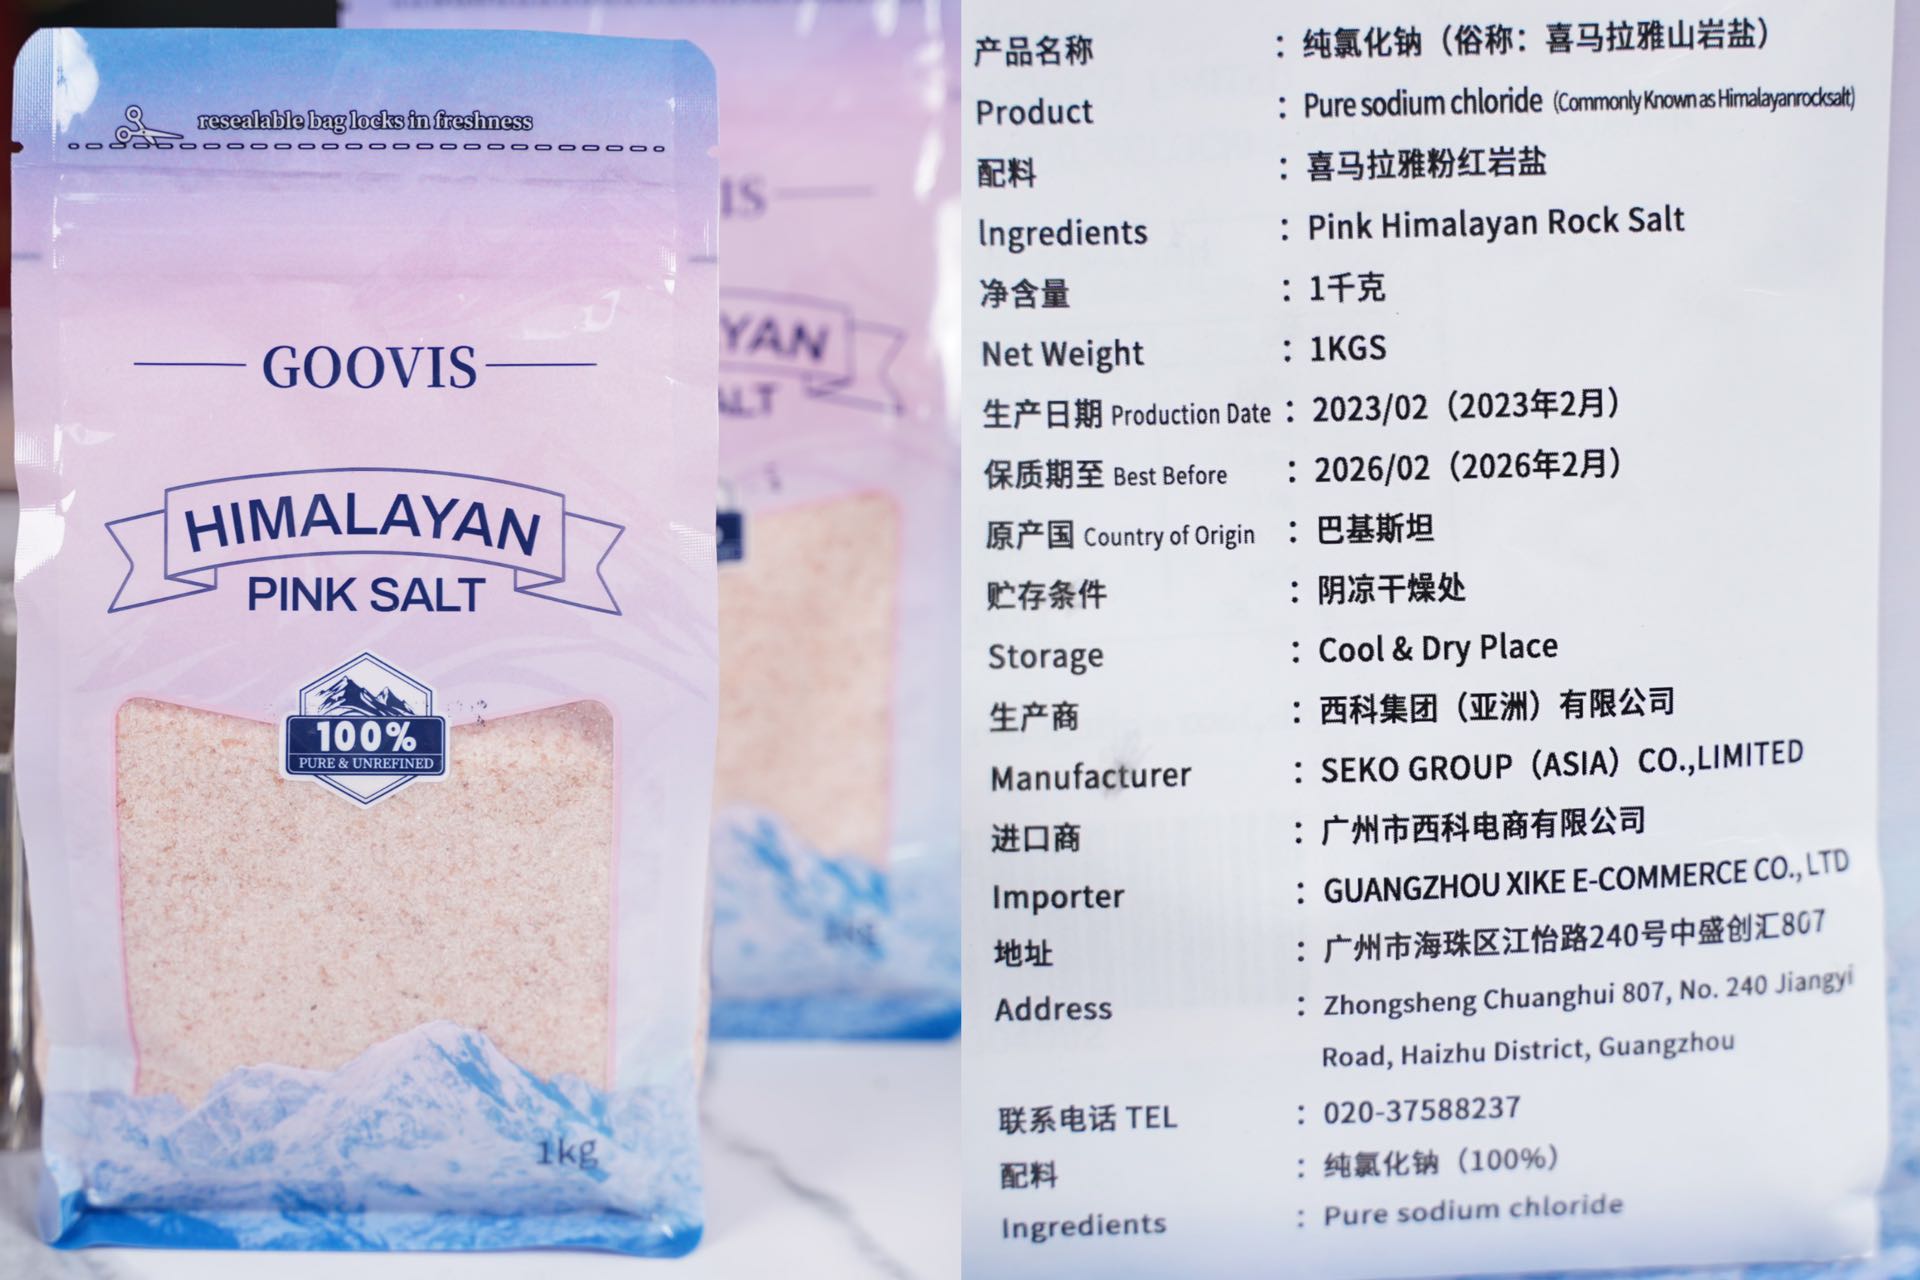 resealable bag locks in freshness
GOOVIS
HIMALAYAN
PINK SALT
100%
PURE & UNREFINED
1kg
IS
YAN
ALT
1kg
产品名称 : 纯氯化钠（俗称：喜马拉雅山岩盐）
Product : Pure sodium chloride (Commonly Known as Himalayanrocksalt)
配料 : 喜马拉雅粉红岩盐
lngredients : Pink Himalayan Rock Salt
净含量 : 1千克
Net Weight : 1KGS
生产日期 Production Date : 2023/02（2023年2月）
保质期至 Best Before : 2026/02（2026年2月）
原产国 Country of Origin : 巴基斯坦
贮存条件 : 阴凉干燥处
Storage : Cool & Dry Place
生产商 : 西科集团（亚洲）有限公司
Manufacturer : SEKO GROUP（ASIA）CO.,LIMITED
进口商 : 广州市西科电商有限公司
Importer : GUANGZHOU XIKE E-COMMERCE CO., LTD
地址 : 广州市海珠区江怡路240号中盛创汇807
Address : Zhongsheng Chuanghui 807, No. 240 Jiangyi
Road, Haizhu District, Guangzhou
联系电话 TEL : 020-37588237
配料 : 纯氯化钠（100%）
Ingredients : Pure sodium chloride